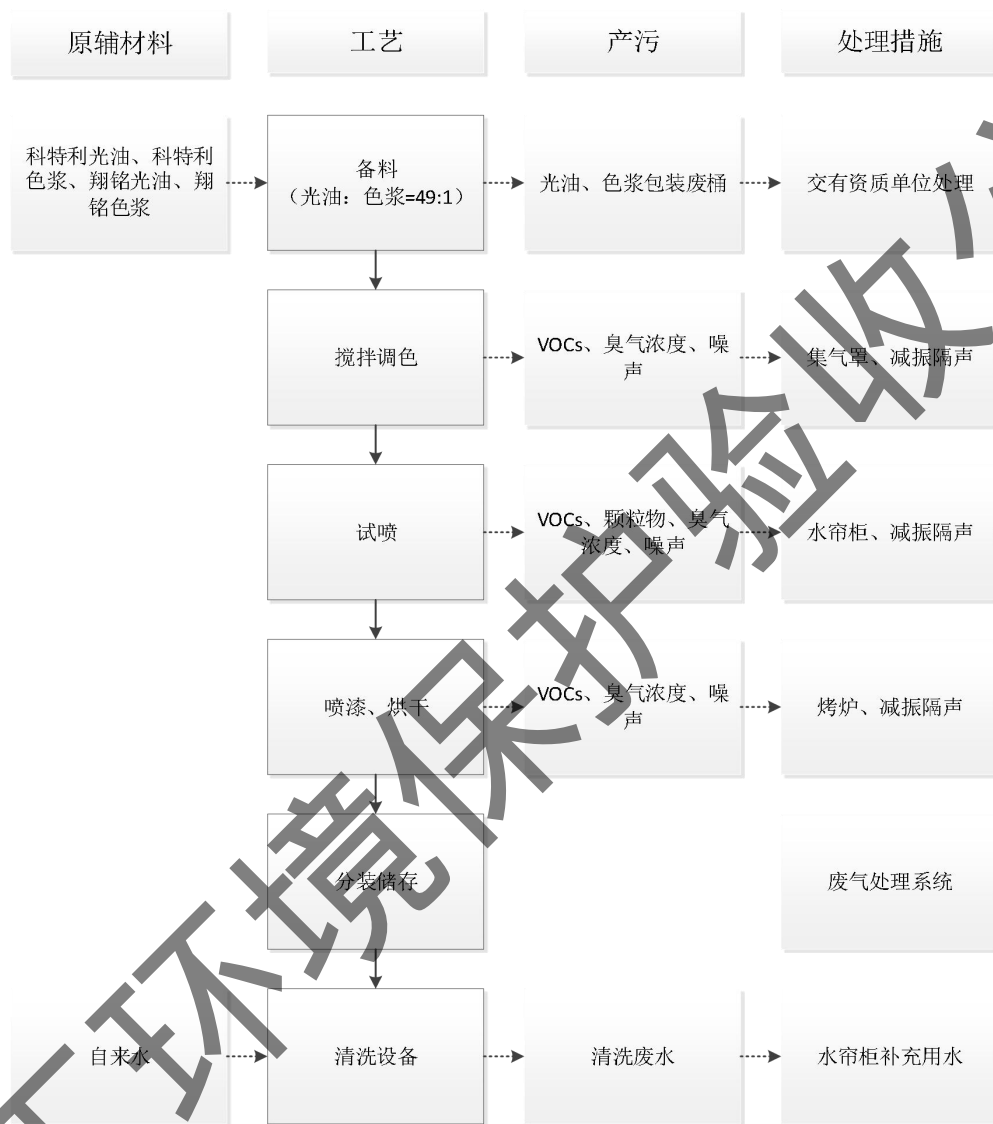 原辅材料
工艺
产污
处理措施
科特利光油、科特利
色浆、翔铭光油、翔
铭色浆
备料
（光油：色浆=49:1）
光油、色浆包装废桶
交有资质单位处理
搅拌调色
VOCs、臭气浓度、噪
声
集气罩、减振隔声
试喷
VOCs、颗粒物、臭气
浓度、噪声
水帘柜、减振隔声
喷漆、烘干
VOCs、臭气浓度、噪
声
烤炉、减振隔声
分装储存
废气处理系统
自来水
清洗设备
清洗废水
水帘柜补充用水
环境保护验收